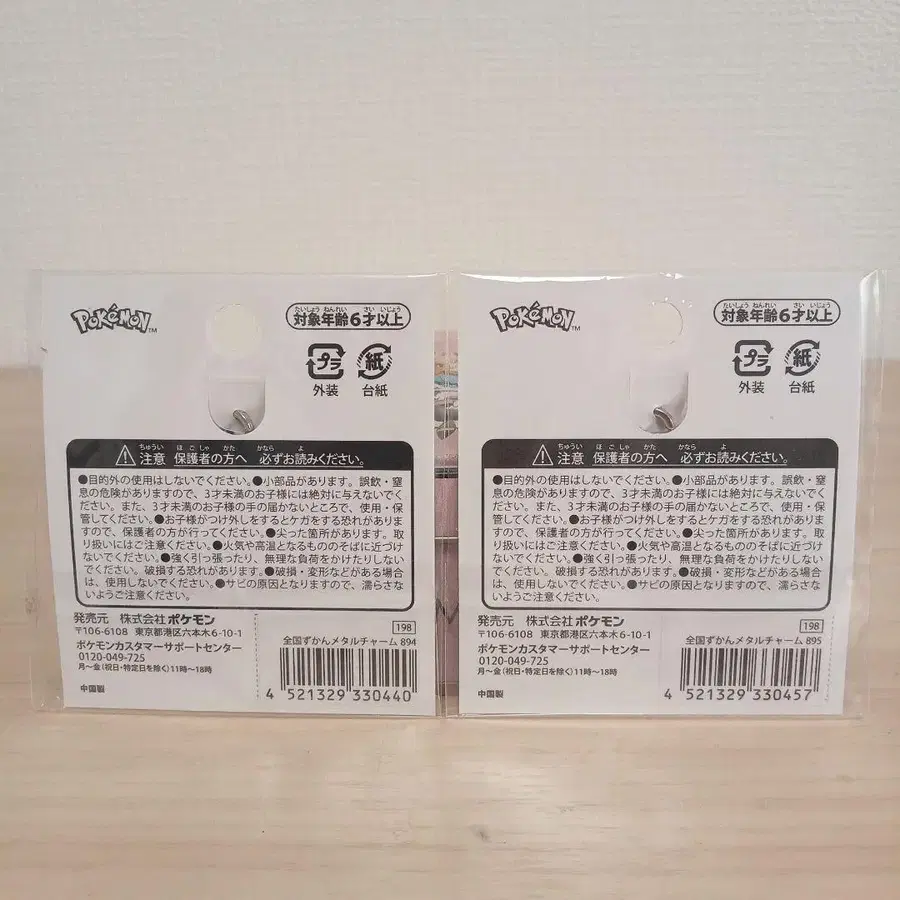 POKéMON™
たいしょう ねんれい さい いじょう
対象年齢6才以上
プラ 紙
外装 台紙
ちゅうい ほごしゃ かた かなら よ
注意 保護者の方へ 必ずお読みください。
●目的外の使用はしないでください。●小部品があります。誤飲・窒
息の危険がありますので、3才未満のお子様には絶対に与えないでく
ださい。また、3才未満のお子様の手の届かないところで、使用・保
管してください。●お子様がつけ外しをするとケガをする恐れがありま
すので、保護者の方が行ってください。●尖った箇所があります。取
り扱いにはご注意ください。●火気や高温となるもののそばに近づけ
ないでください。●強く引っ張ったり、無理な負荷をかけたりしない
でください。破損する恐れがあります。●破損・変形などがある場合
は、使用しないでください。●サビの原因となりますので、濡らさな
いようご注意ください。
発売元 株式会社ポケモン
198
〒106-6108 東京都港区六本木6-10-1
ポケモンカスタマーサポートセンター
0120-049-725
月～金(祝日・特定日を除く)11時～18時
中国製
全国ずかんメタルチャーム 894
4 521329 330440
POKéMON™
たいしょう ねんれい さい いじょう
対象年齢6才以上
プラ 紙
外装 台紙
ちゅうい ほごしゃ かた かなら よ
注意 保護者の方へ 必ずお読みください。
●目的外の使用はしないでください。●小部品があります。誤飲・窒
息の危険がありますので、3才未満のお子様には絶対に与えないでく
ださい。また、3才未満のお子様の手の届かないところで、使用・保
管してください。●お子様がつけ外しをするとケガをする恐れがありま
すので、保護者の方が行ってください。●尖った箇所があります。取
り扱いにはご注意ください。●火気や高温となるもののそばに近づけ
ないでください。●強く引っ張ったり、無理な負荷をかけたりしない
でください。破損する恐れがあります。●破損・変形などがある場合
は、使用しないでください。●サビの原因となりますので、濡らさな
いようご注意ください。
発売元 株式会社ポケモン
198
〒106-6108 東京都港区六本木6-10-1
ポケモンカスタマーサポートセンター
0120-049-725
月～金(祝日・特定日を除く)11時～18時
中国製
全国ずかんメタルチャーム 895
4 521329 330457